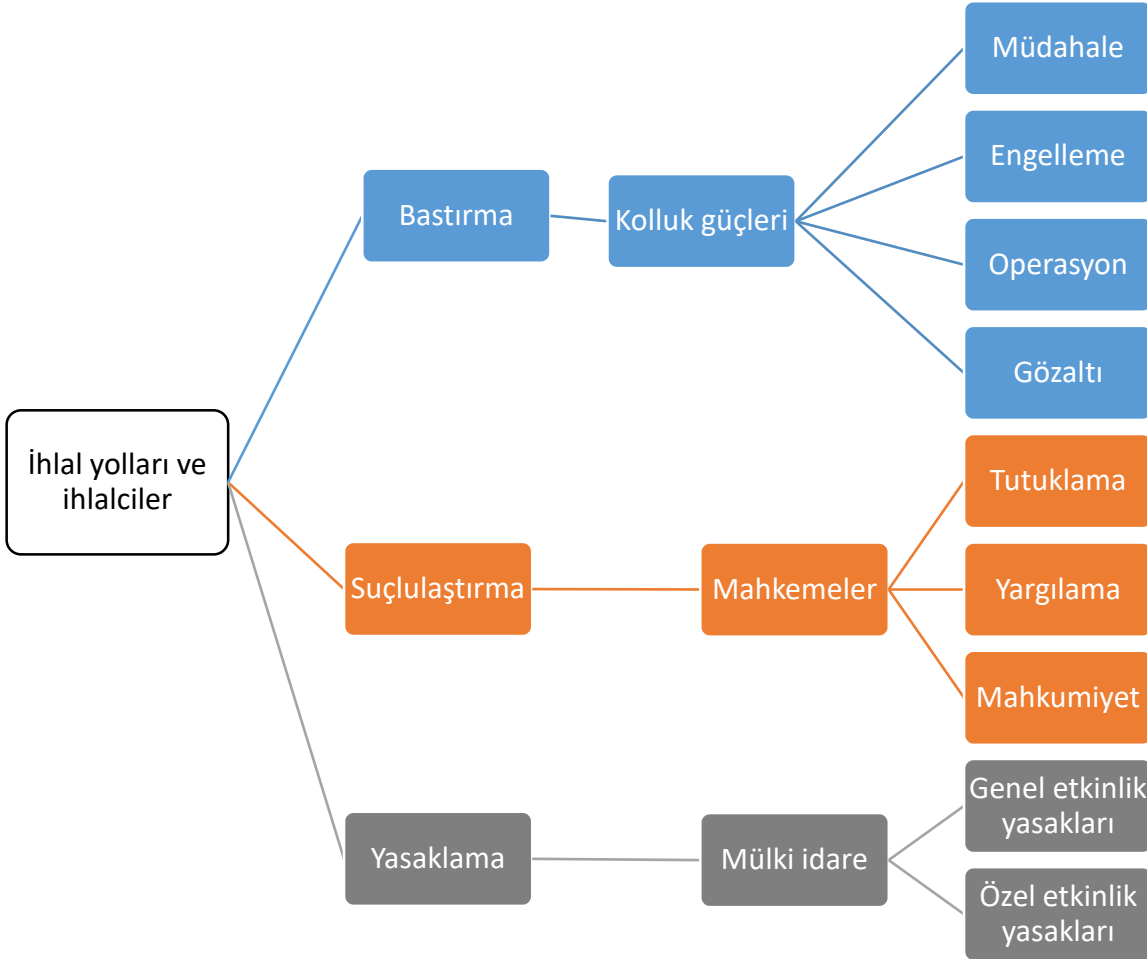 İhlal yolları ve
ihlalciler
Bastırma
Kolluk güçleri
Müdahale
Engelleme
Operasyon
Gözaltı
Suçlulaştırma
Mahkemeler
Tutuklama
Yargılama
Mahkumiyet
Yasaklama
Mülki idare
Genel etkinlik
yasakları
Özel etkinlik
yasakları